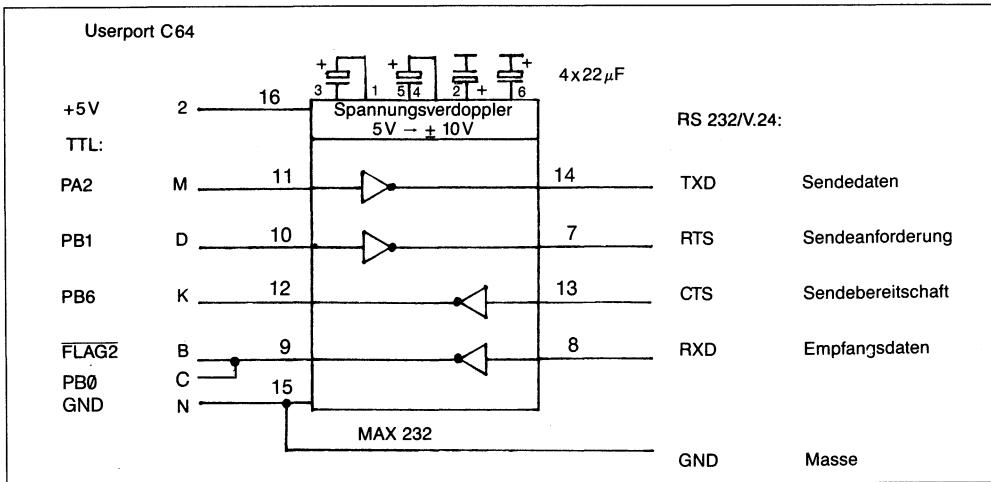 Userport C64
4x22µF
3 1 5 4 2 6
+5V 2 16 Spannungsverdoppler
5V → ± 10V
RS 232/V.24:
TTL:
PA2 M 11 14 TXD Sendedaten
PB1 D 10 7 RTS Sendeanforderung
PB6 K 12 13 CTS Sendebereitschaft
FLAG2 B 9 8 RXD Empfangsdaten
PB0 C
GND N 15
MAX 232
GND Masse